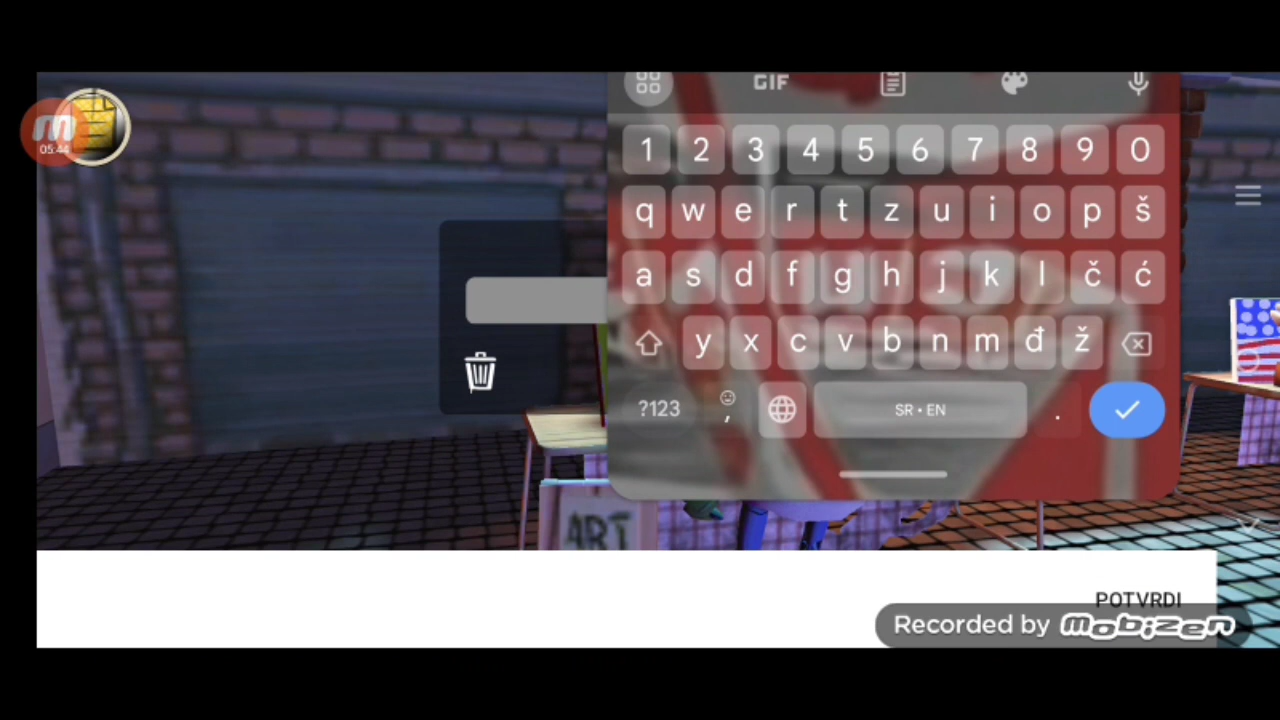 GIF
05:44
1 2 3 4 5 6 7 8 9 0
q w e r t z u i o p š
a s d f g h j k l č ć
y x c v b n m đ ž
?123 , SR • EN .
ART
POTVRDI
Recorded by mobizen